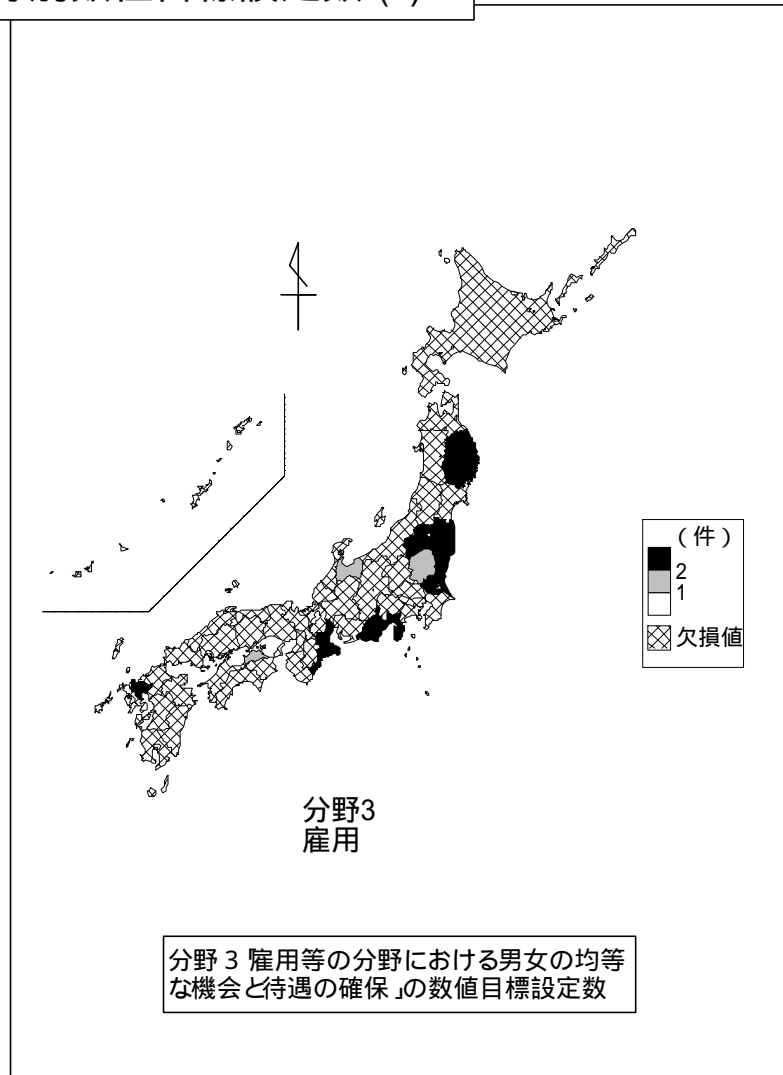 分野3
雇用
(件)
2
1
欠損値
分野3「雇用等の分野における男女の均等
な機会と待遇の確保」の数値目標設定数